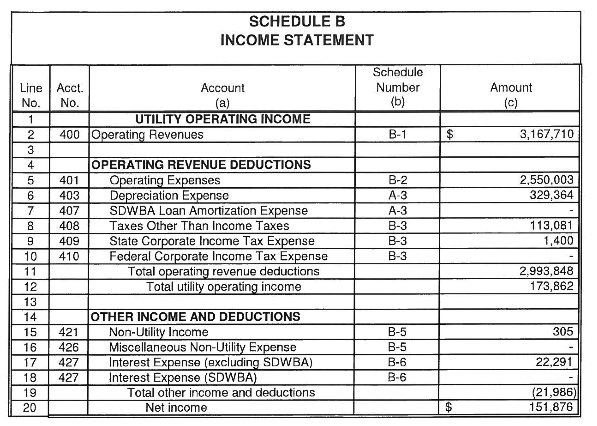 SCHEDULE B
INCOME STATEMENT
Line No. Acct. No. Account (a) Schedule Number (b) Amount (c)
1 UTILITY OPERATING INCOME
2 400 Operating Revenues B-1 $ 3,167,710
3
4 OPERATING REVENUE DEDUCTIONS
5 401 Operating Expenses B-2 2,550,003
6 403 Depreciation Expense A-3 329,364
7 407 SDWBA Loan Amortization Expense A-3 -
8 408 Taxes Other Than Income Taxes B-3 113,081
9 409 State Corporate Income Tax Expense B-3 1,400
10 410 Federal Corporate Income Tax Expense B-3 -
11 Total operating revenue deductions 2,993,848
12 Total utility operating income 173,862
13
14 OTHER INCOME AND DEDUCTIONS
15 421 Non-Utility Income B-5 305
16 426 Miscellaneous Non-Utility Expense B-5 -
17 427 Interest Expense (excluding SDWBA) B-6 22,291
18 427 Interest Expense (SDWBA) B-6 -
19 Total other income and deductions (21,986)
20 Net income $ 151,876